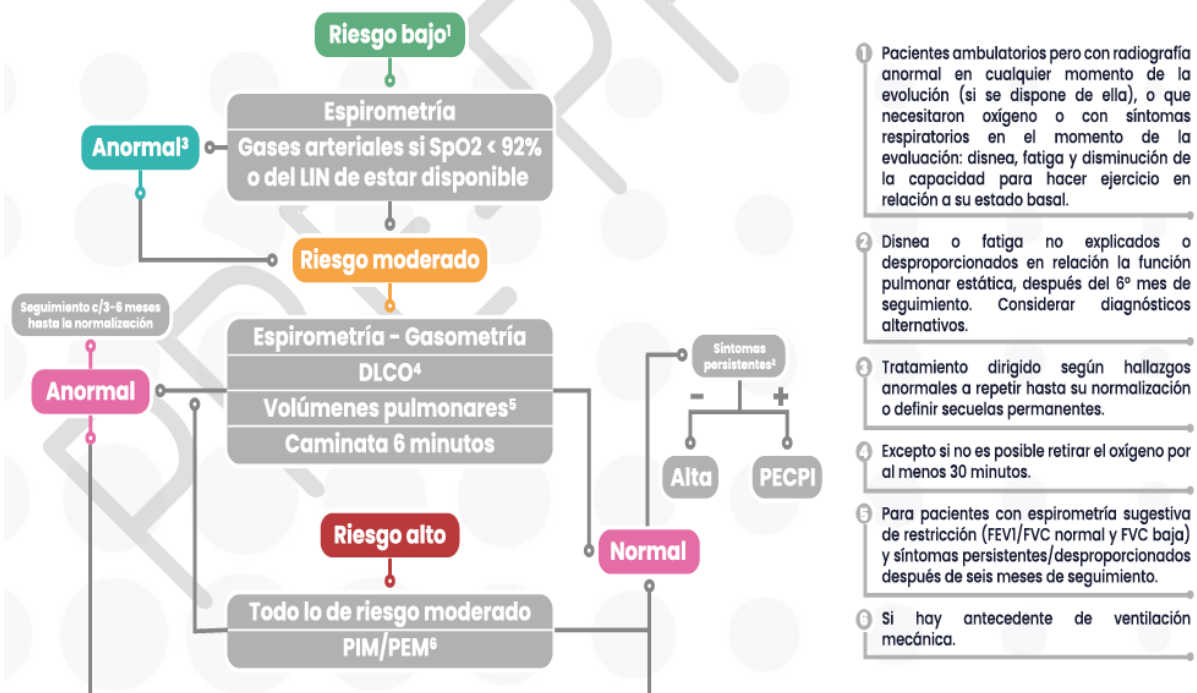 Riesgo bajo¹
Espirometría
Gases arteriales si SpO2 < 92%
o del LIN de estar disponible
Anormal³
Riesgo moderado
Seguimiento c/3-6 meses
hasta la normalización
Anormal
Espirometría - Gasometría
DLCO⁴
Volúmenes pulmonares⁵
Caminata 6 minutos
Síntomas
persistentes²
- +
Alta
PECPI
Riesgo alto
Normal
Todo lo de riesgo moderado
PIM/PEM⁶
1 Pacientes ambulatorios pero con radiografía
anormal en cualquier momento de la
evolución (si se dispone de ella), o que
necesitaron oxígeno o con síntomas
respiratorios en el momento de la
evaluación: disnea, fatiga y disminución de
la capacidad para hacer ejercicio en
relación a su estado basal.
2 Disnea o fatiga no explicados o
desproporcionados en relación la función
pulmonar estática, después del 6º mes de
seguimiento. Considerar diagnósticos
alternativos.
3 Tratamiento dirigido según hallazgos
anormales a repetir hasta su normalización
o definir secuelas permanentes.
4 Excepto si no es posible retirar el oxígeno por
al menos 30 minutos.
5 Para pacientes con espirometría sugestiva
de restricción (FEV1/FVC normal y FVC baja)
y síntomas persistentes/desproporcionados
después de seis meses de seguimiento.
6 Si hay antecedente de ventilación
mecánica.